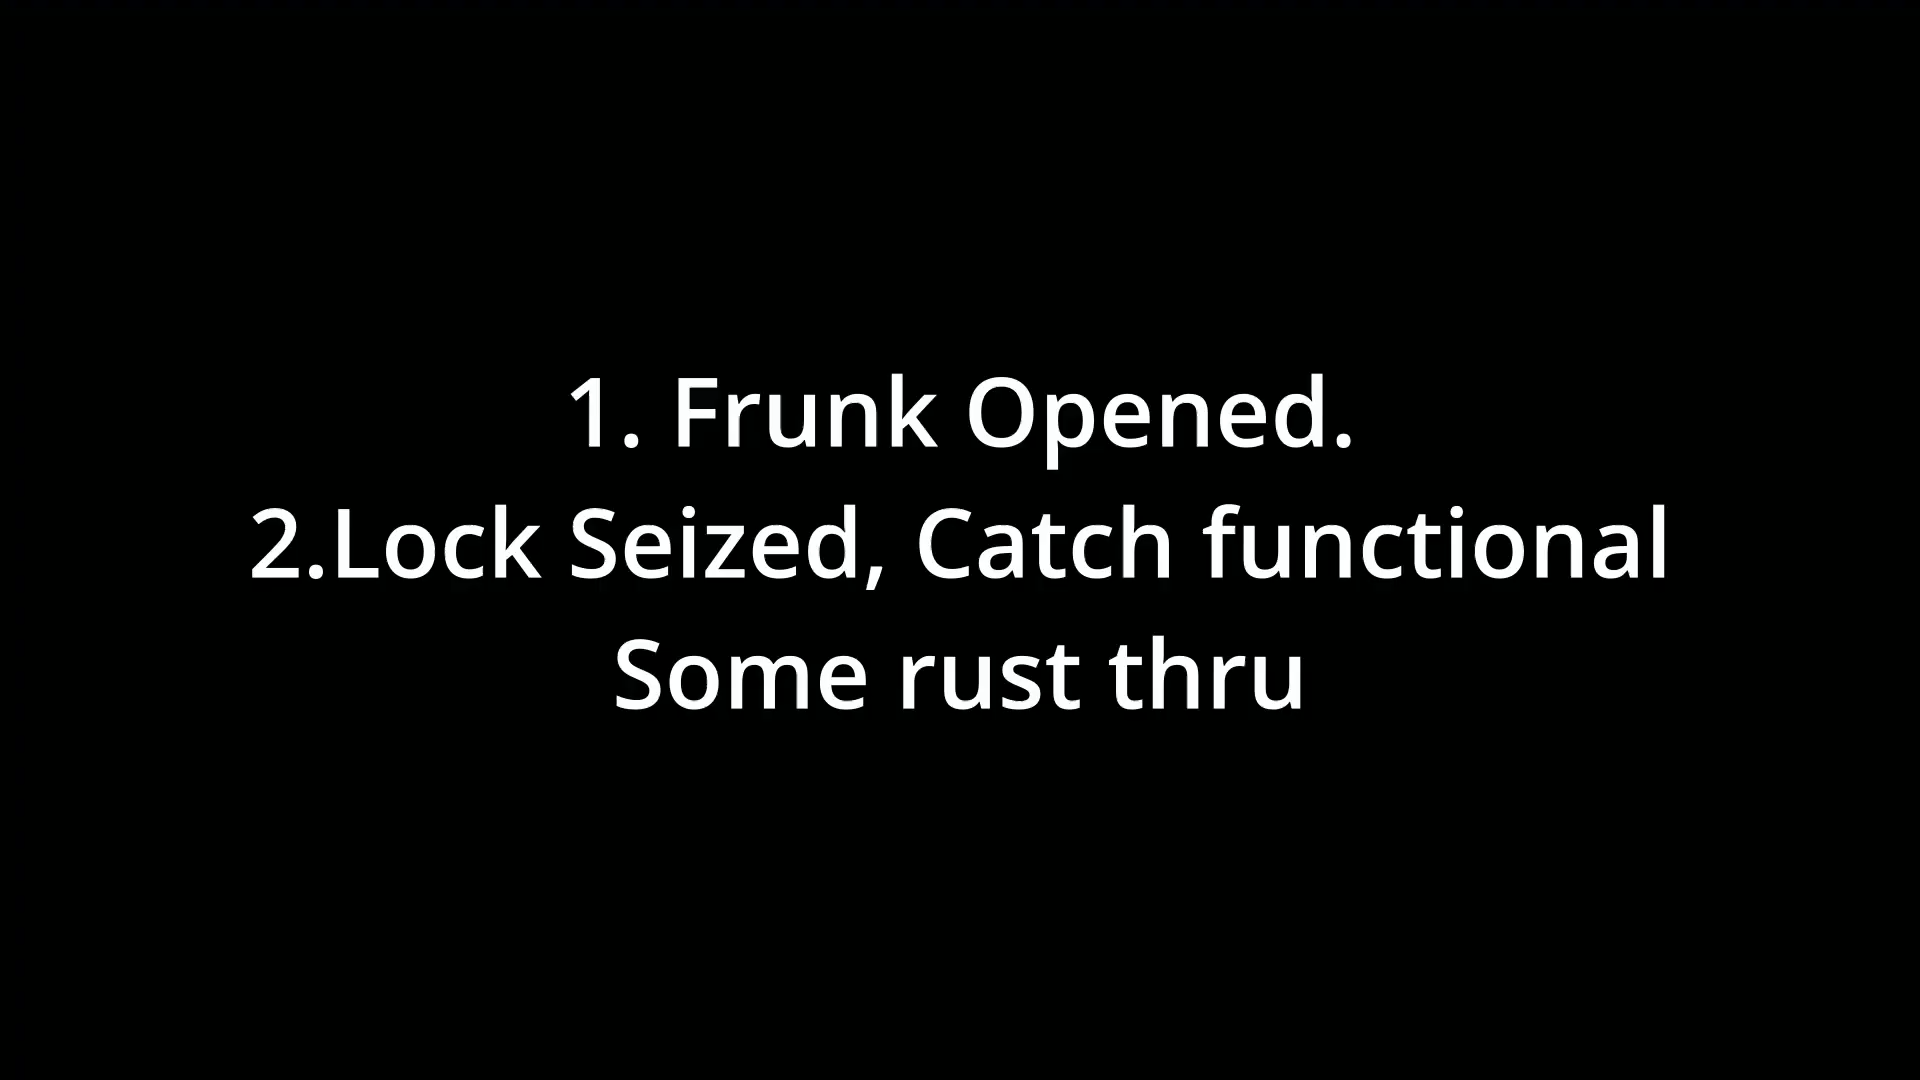 1. Frunk Opened.
2.Lock Seized, Catch functional
Some rust thru